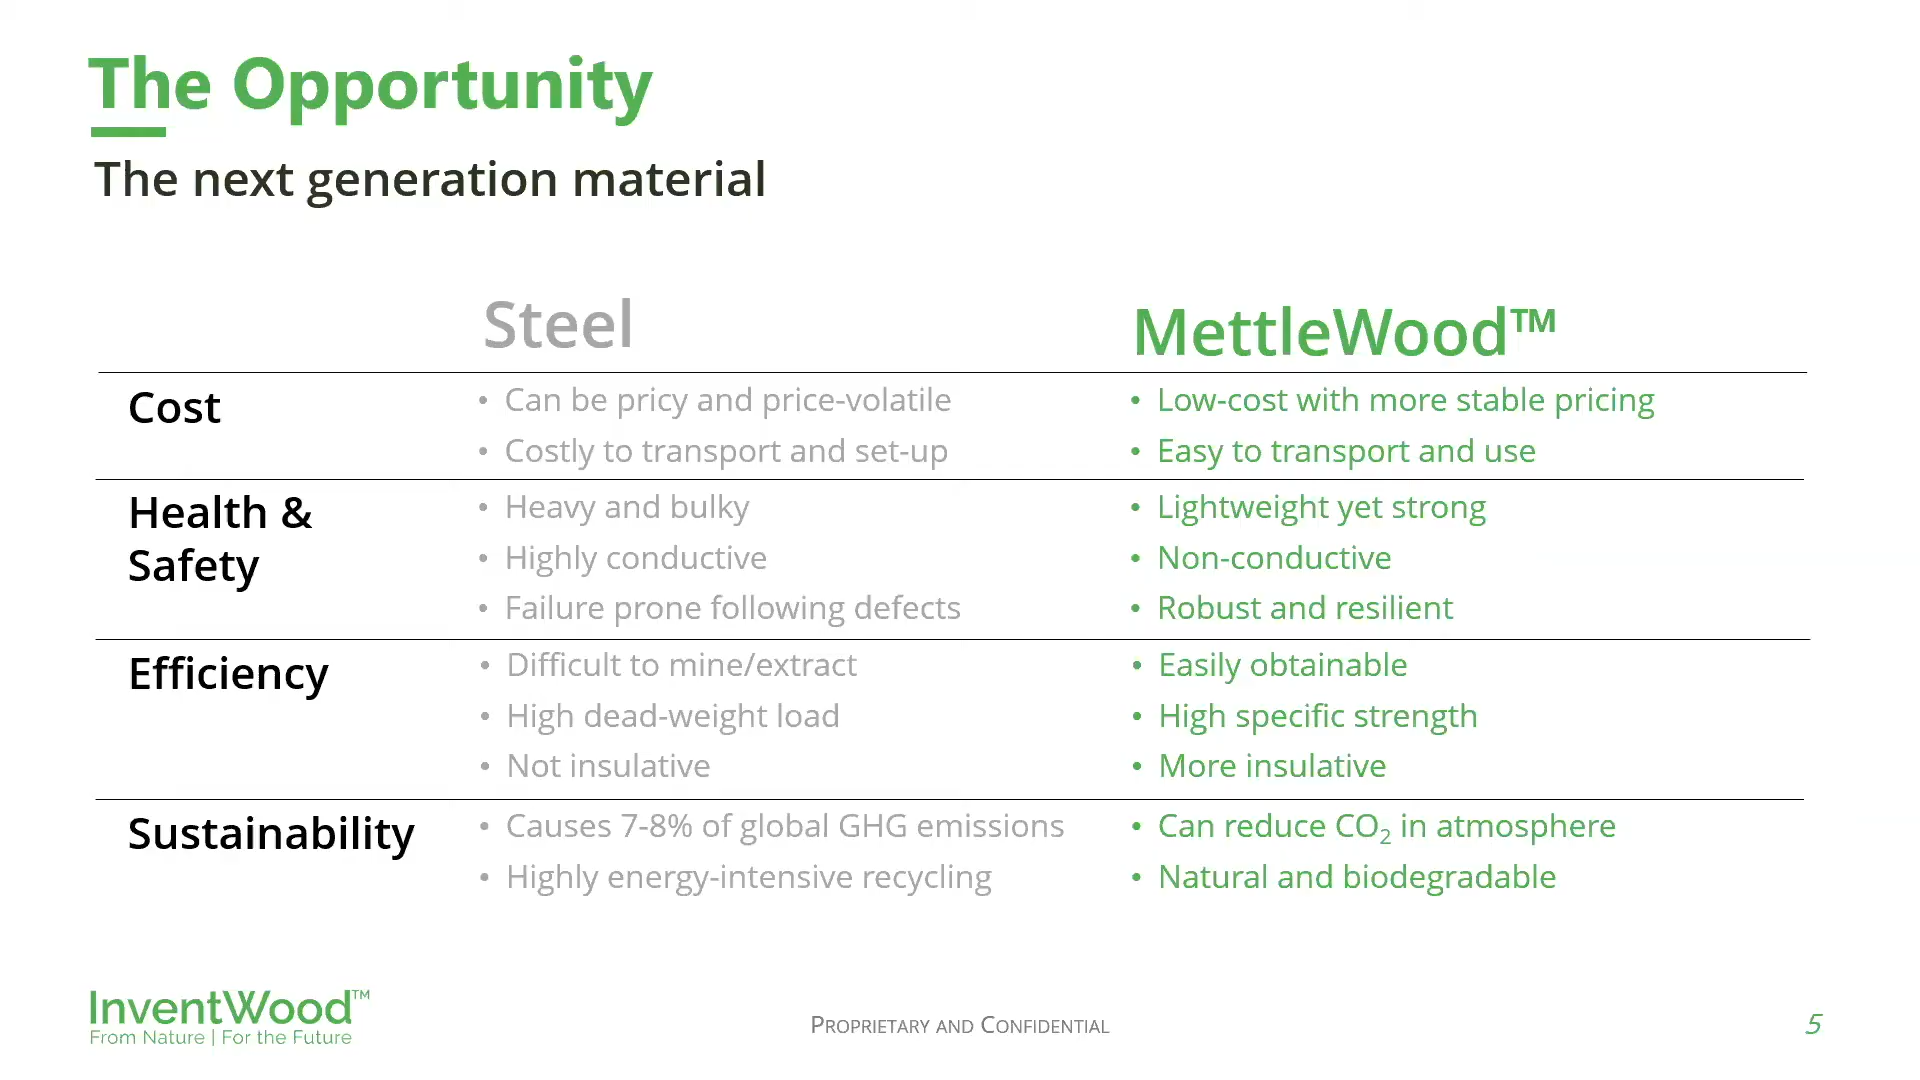 The Opportunity
The next generation material
Steel
MettleWood™
Cost
• Can be pricy and price-volatile
• Costly to transport and set-up
• Low-cost with more stable pricing
• Easy to transport and use
Health &
Safety
• Heavy and bulky
• Highly conductive
• Failure prone following defects
• Lightweight yet strong
• Non-conductive
• Robust and resilient
Efficiency
• Difficult to mine/extract
• High dead-weight load
• Not insulative
• Easily obtainable
• High specific strength
• More insulative
Sustainability
• Causes 7-8% of global GHG emissions
• Highly energy-intensive recycling
• Can reduce CO₂ in atmosphere
• Natural and biodegradable
InventWood™
From Nature | For the Future
PROPRIETARY AND CONFIDENTIAL
5